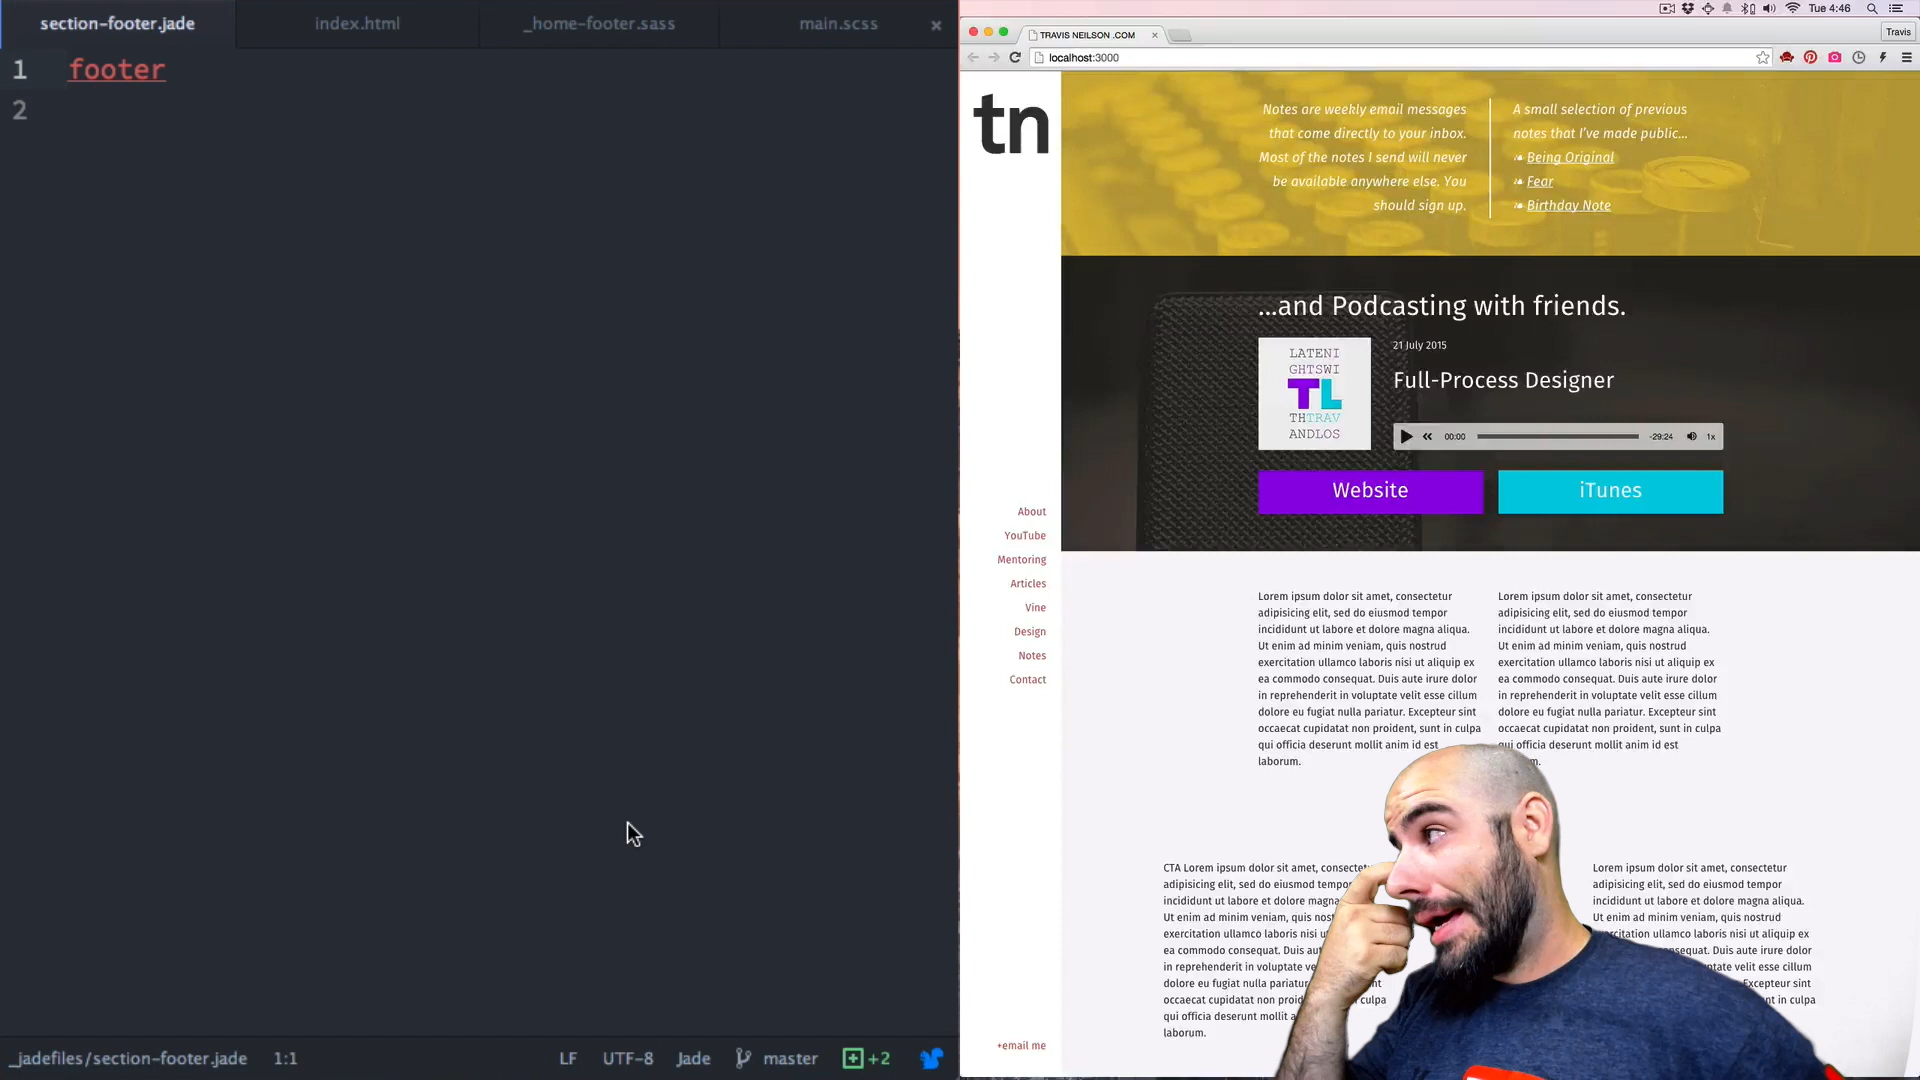 section-footer.jade
index.html
_home-footer.sass
main.scss
1 footer
2
_jadefiles/section-footer.jade 1:1
LF UTF-8 Jade master +2
Tue 4:46
TRAVIS NEILSON .COM
Travis
localhost:3000
tn
About
YouTube
Mentoring
Articles
Vine
Design
Notes
Contact
+email me
Notes are weekly email messages
that come directly to your inbox.
Most of the notes I send will never
be available anywhere else. You
should sign up.
A small selection of previous
notes that I've made public...
Being Original
Fear
Birthday Note
...and Podcasting with friends.
LATENI
GHTSWI
TL
THTRAV
ANDLOS
21 July 2015
Full-Process Designer
00:00
-29:24
1x
Website
iTunes
Lorem ipsum dolor sit amet, consectetur
adipisicing elit, sed do eiusmod tempor
incididunt ut labore et dolore magna aliqua.
Ut enim ad minim veniam, quis nostrud
exercitation ullamco laboris nisi ut aliquip ex
ea commodo consequat. Duis aute irure dolor
in reprehenderit in voluptate velit esse cillum
dolore eu fugiat nulla pariatur. Excepteur sint
occaecat cupidatat non proident, sunt in culpa
qui officia deserunt mollit anim id est
laborum.
Lorem ipsum dolor sit amet, consectetur
adipisicing elit, sed do eiusmod tempor
incididunt ut labore et dolore magna aliqua.
Ut enim ad minim veniam, quis nostrud
exercitation ullamco laboris nisi ut aliquip ex
ea commodo consequat. Duis aute irure dolor
in reprehenderit in voluptate velit esse cillum
dolore eu fugiat nulla pariatur. Excepteur sint
occaecat cupidatat non proident, sunt in culpa
qui officia deserunt mollit anim id est
CTA Lorem ipsum dolor sit amet,
adipisicing elit, sed do eiusmod
incididunt ut labore et dolore
Ut enim ad minim veniam, quis
exercitation ullamco laboris nisi
ea commodo consequat. Duis
in reprehenderit in voluptate
dolore eu fugiat nulla
occaecat cupidatat non culpa
qui officia deserunt mollit
laborum.
Lorem ipsum dolor sit amet, consectetur
adipisicing elit, sed do eiusmod tempor
incididunt ut labore et dolore magna aliqua.
Ut enim ad minim veniam, quis nostrud
ullamco laboris nisi ut aliquip ex
Duis aute irure dolor
velit esse cillum
Excepteur sint
sunt in culpa